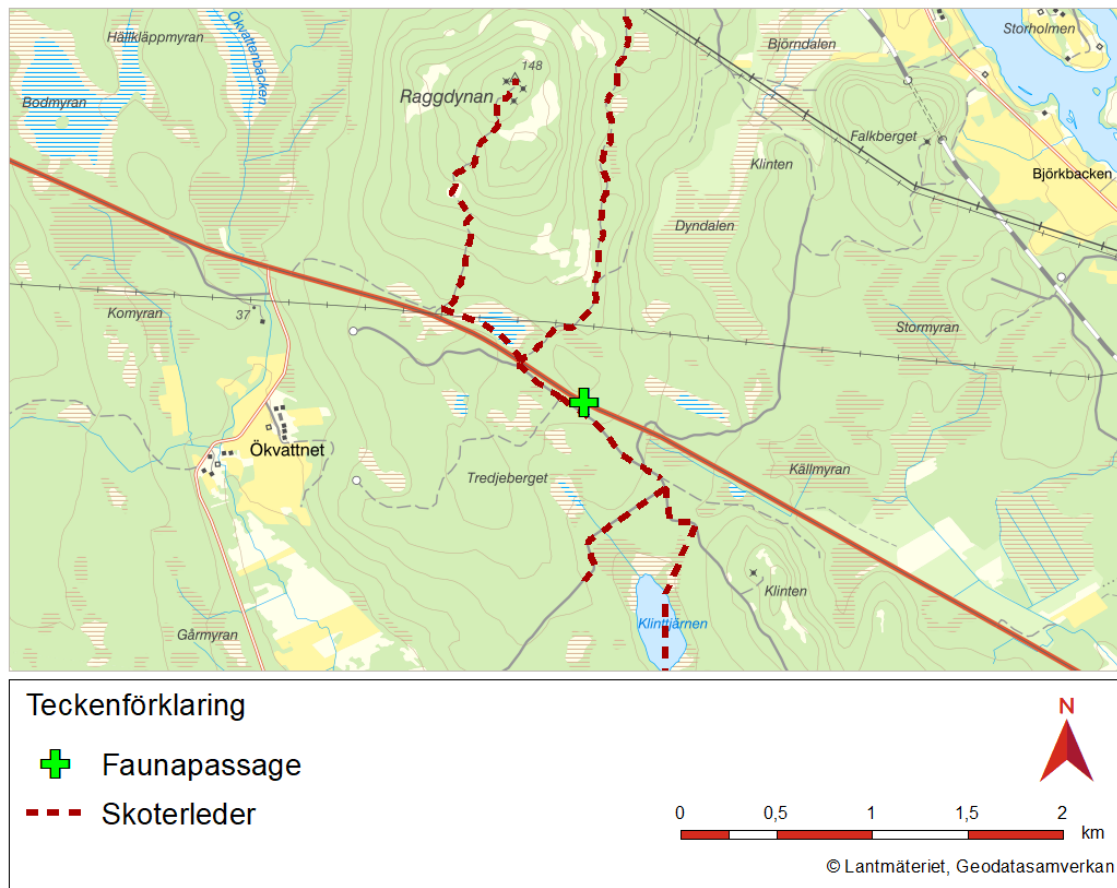 Hällkläppmyran
Ökvattenbacken
Bodmyran
148
Raggdynan
Björndalen
Storholmen
Falkberget
Klinten
Björkbacken
Dyndalen
Komyran
37
Stormyran
Ökvattnet
Tredjeberget
Källmyran
Klinten
Klinttjärnen
Gårmyran
Teckenförklaring
Faunapassage
Skoterleder
N
0 0,5 1 1,5 2
km
© Lantmäteriet, Geodatasamverkan